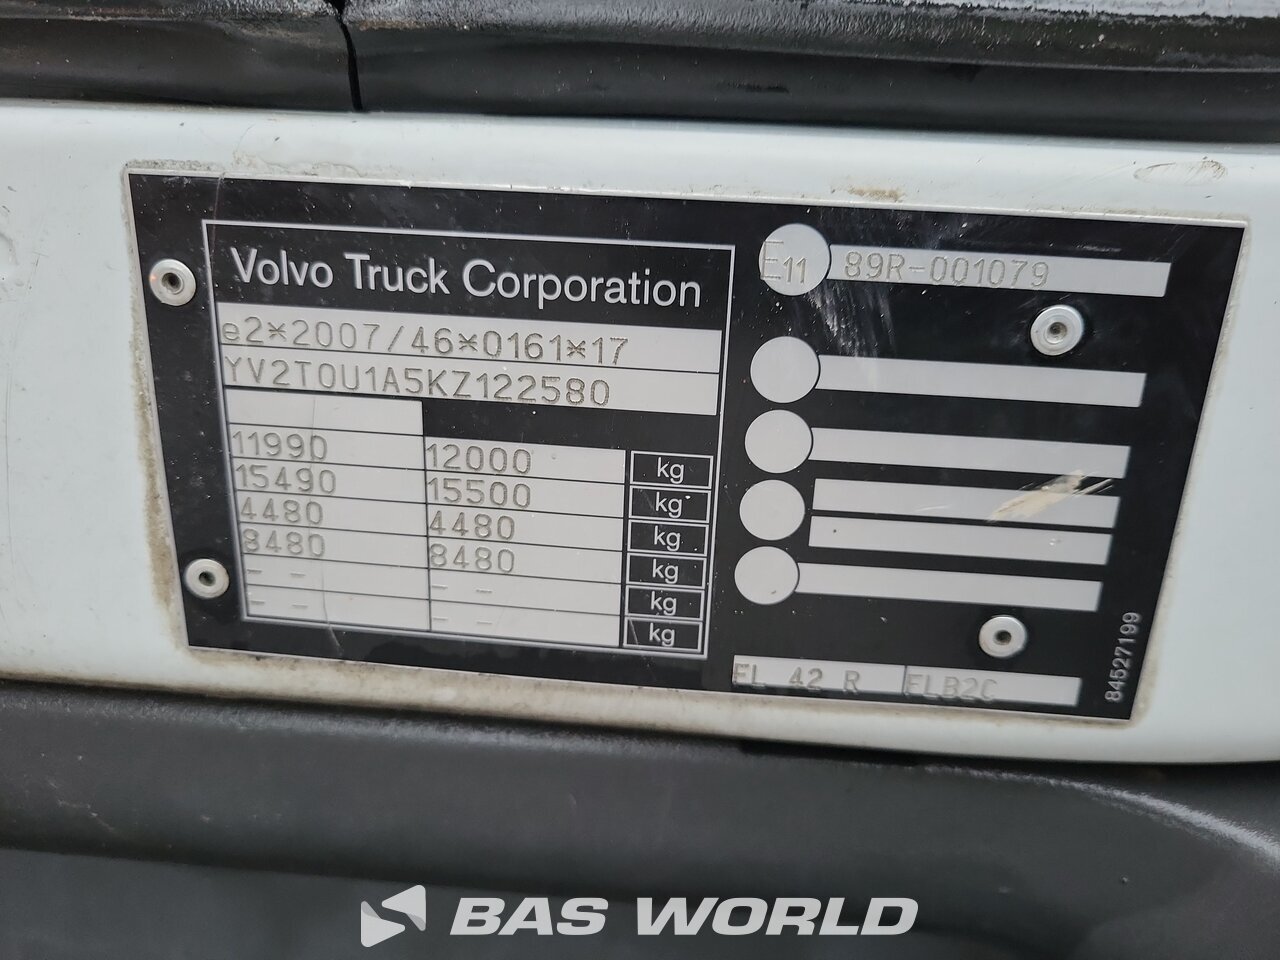 Volvo Truck Corporation
e2*2007/46*0161*17
YV2T0U1A5KZ122580
11990 12000 kg
15490 15500 kg
4480 4480 kg
8480 8480 kg
- - - - kg
- - - - kg
E11 89R-001079
FL 42 R FLB2C
84527199
BAS WORLD